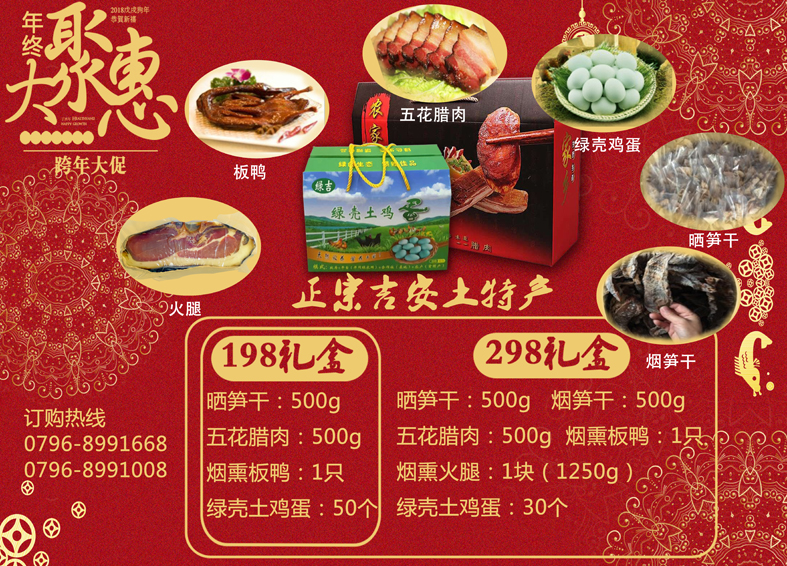 年终
大聚惠
2018戊戌狗年
恭贺新禧
跨年大促
板鸭
五花腊肉
绿壳鸡蛋
晒笋干
烟笋干
火腿
农家
绿吉
绿壳土鸡
正宗吉安土特产
198礼盒
晒笋干：500g
五花腊肉：500g
烟熏板鸭：1只
绿壳土鸡蛋：50个
298礼盒
晒笋干：500g 烟笋干：500g
五花腊肉：500g 烟熏板鸭：1只
烟熏火腿：1块（1250g）
绿壳土鸡蛋：30个
订购热线
0796-8991668
0796-8991008